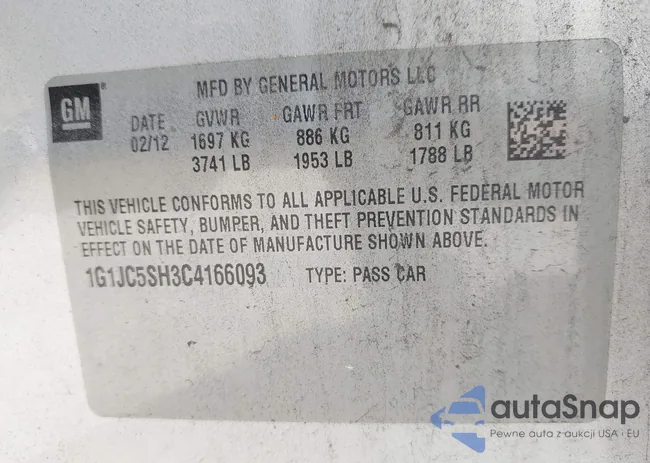 GM
MFD BY GENERAL MOTORS LLC
DATE GVWR GAWR FRT GAWR RR
02/12 1697 KG 886 KG 811 KG
3741 LB 1953 LB 1788 LB
THIS VEHICLE CONFORMS TO ALL APPLICABLE U.S. FEDERAL MOTOR
VEHICLE SAFETY, BUMPER, AND THEFT PREVENTION STANDARDS IN
EFFECT ON THE DATE OF MANUFACTURE SHOWN ABOVE.
1G1JC5SH3C4166093 TYPE: PASS CAR
autaSnap
Pewne auta z aukcji USA i EU